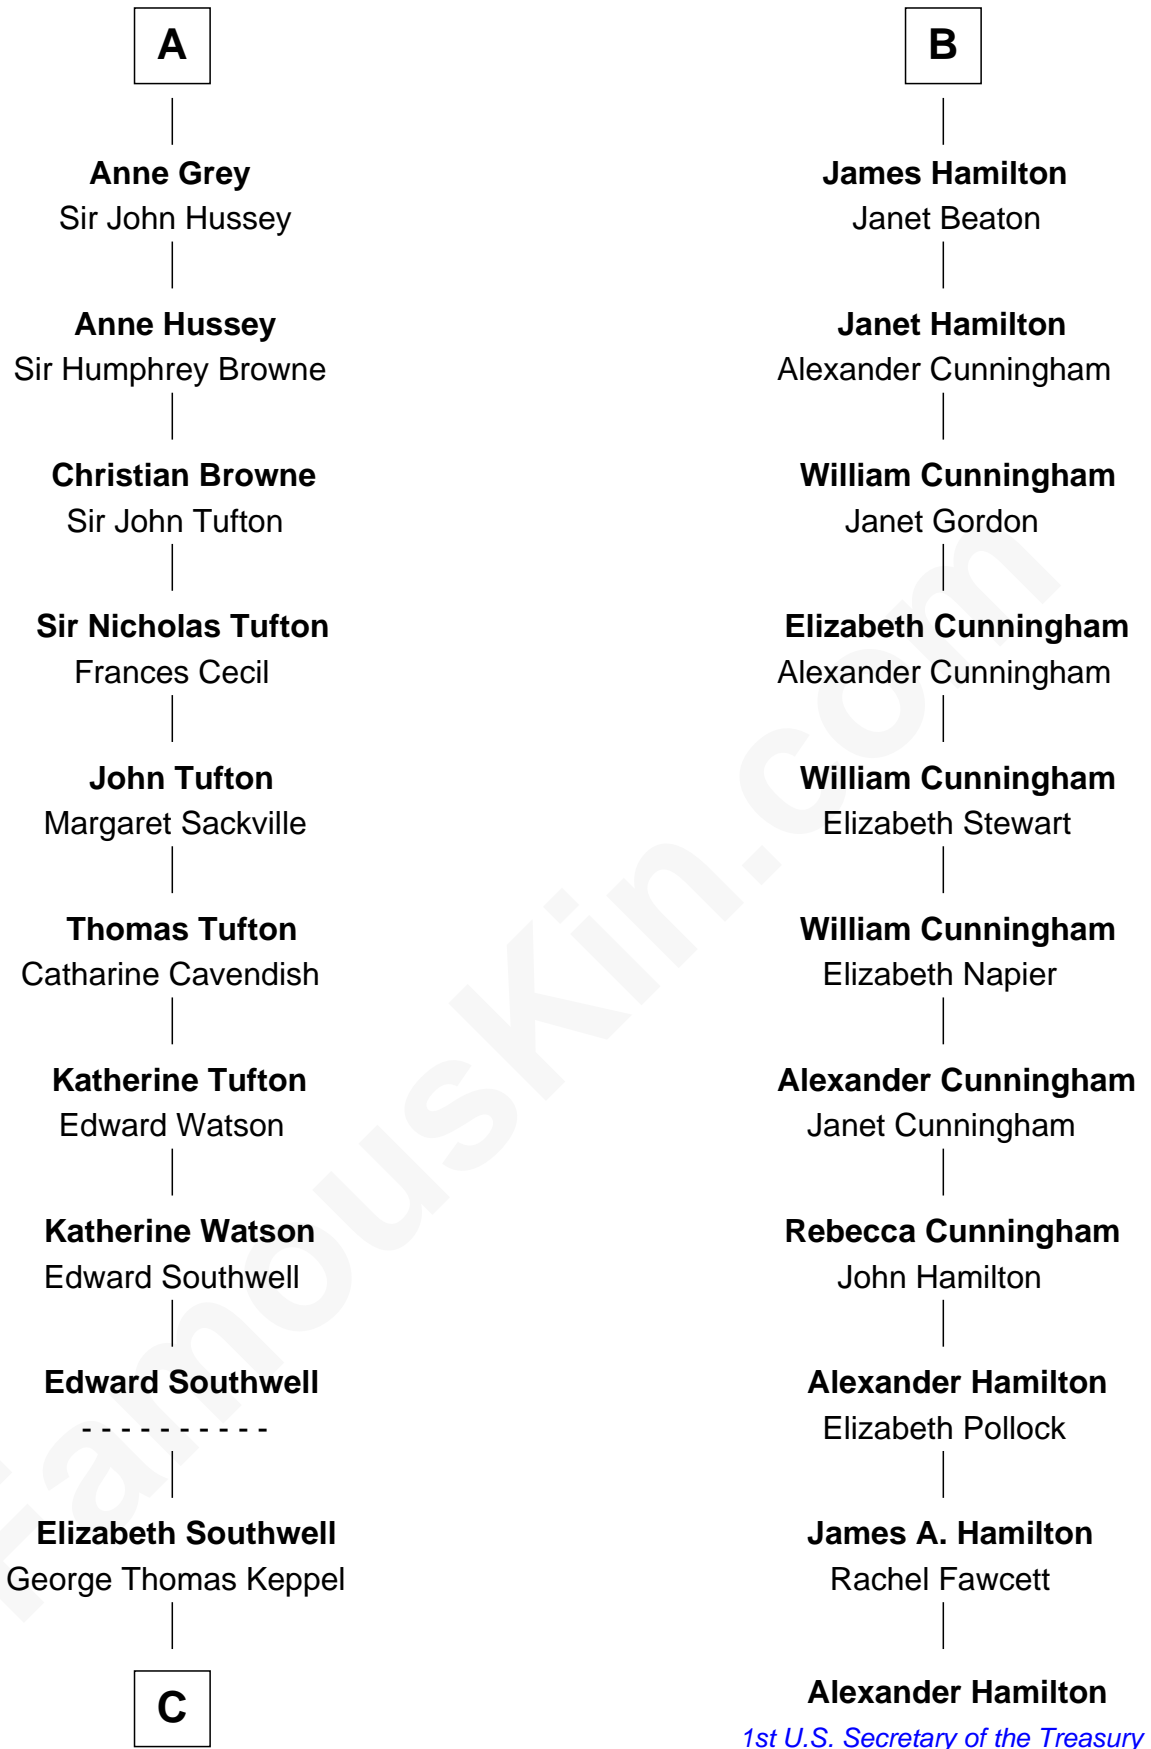 A
Anne Grey
Sir John Hussey
Anne Hussey
Sir Humphrey Browne
Christian Browne
Sir John Tufton
Sir Nicholas Tufton
Frances Cecil
John Tufton
Margaret Sackville
Thomas Tufton
Catharine Cavendish
Katherine Tufton
Edward Watson
Katherine Watson
Edward Southwell
Edward Southwell
- - - - - - - - - -
Elizabeth Southwell
George Thomas Keppel
C
B
James Hamilton
Janet Beaton
Janet Hamilton
Alexander Cunningham
William Cunningham
Janet Gordon
Elizabeth Cunningham
Alexander Cunningham
William Cunningham
Elizabeth Stewart
William Cunningham
Elizabeth Napier
Alexander Cunningham
Janet Cunningham
Rebecca Cunningham
John Hamilton
Alexander Hamilton
Elizabeth Pollock
James A. Hamilton
Rachel Fawcett
Alexander Hamilton
1st U.S. Secretary of the Treasury
FamousKin.com